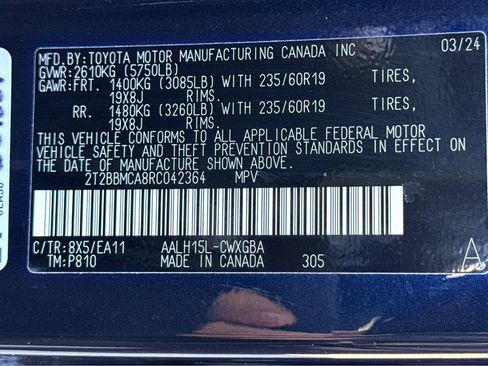 MFD.BY:TOYOTA MOTOR MANUFACTURING CANADA INC 03/24
GVWR:2610KG (5750LB)
GAWR:FRT. 1400KG (3085LB) WITH 235/60R19 TIRES,
19X8J RIMS.
RR. 1480KG (3260LB) WITH 235/60R19 TIRES,
19X8J RIMS.
THIS VEHICLE CONFORMS TO ALL APPLICABLE FEDERAL MOTOR
VEHICLE SAFETY AND THEFT PREVENTION STANDARDS IN EFFECT ON
THE DATE OF MANUFACTURE SHOWN ABOVE.
2T2BBMCA8RC042364 MPV
C/TR:8X5/EA11 AALH15L-CWXGBA
TM:P810 MADE IN CANADA 305 A